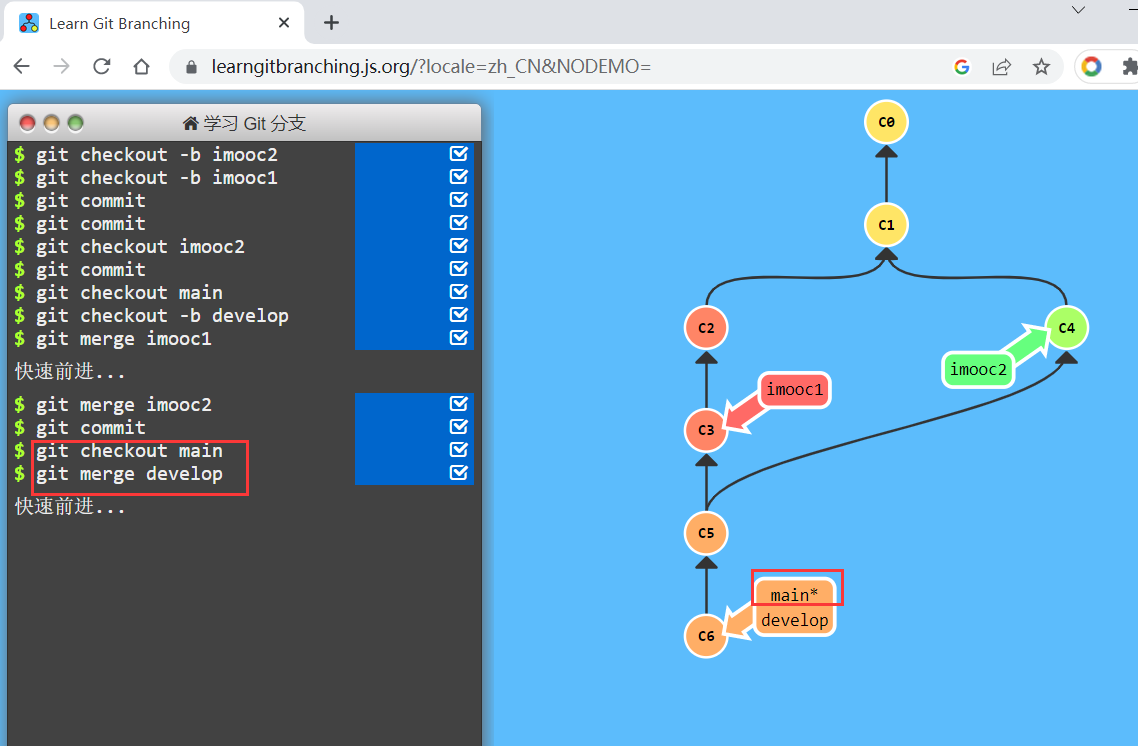 Learn Git Branching
learngitbranching.js.org/?locale=zh_CN&NODEMO=
学习 Git 分支
$ git checkout -b imooc2
$ git checkout -b imooc1
$ git commit
$ git commit
$ git checkout imooc2
$ git commit
$ git checkout main
$ git checkout -b develop
$ git merge imooc1
快速前进...
$ git merge imooc2
$ git commit
$ git checkout main
$ git merge develop
快速前进...
C0
C1
C2
C4
imooc2
imooc1
C3
C5
main*
develop
C6